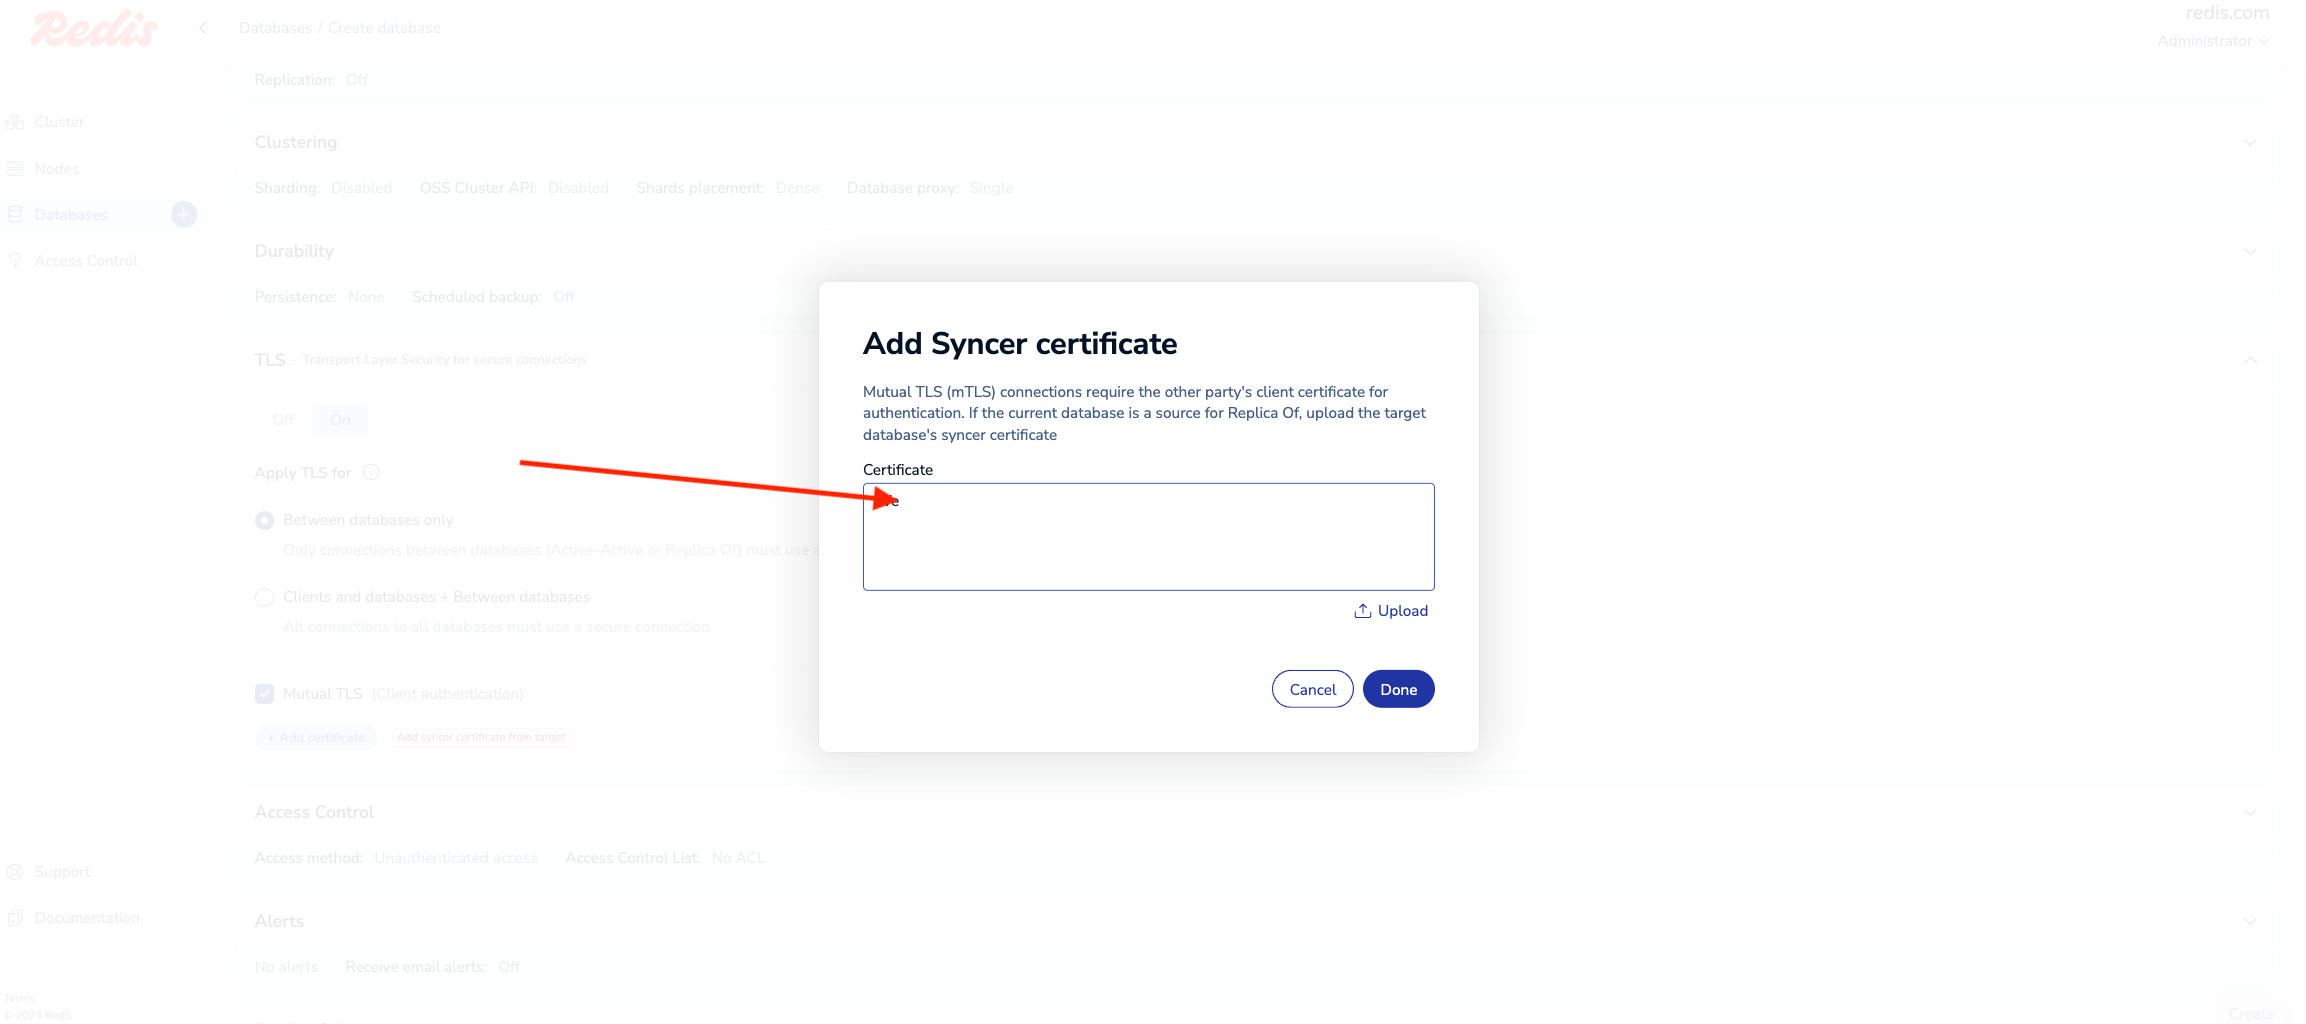 Redis
Databases / Create database
redis.com
Administrator
Replication: Off
Cluster
Nodes
Databases
Access Control
Clustering
Sharding: Disabled OSS Cluster API: Disabled Shards placement: Dense Database proxy: Single
Durability
Persistence: None Scheduled backup: Off
TLS - Transport Layer Security for secure connections
Off On
Apply TLS for
Between databases only
Only connections between databases (Active-Active or Replica Of) must use
Clients and databases + Between databases
All connections to all databases must use a secure connection
Mutual TLS (Client authentication)
+ Add certificate Add syncer certificate from target
Add Syncer certificate
Mutual TLS (mTLS) connections require the other party's client certificate for
authentication. If the current database is a source for Replica Of, upload the target
database's syncer certificate
Certificate
Upload
Cancel Done
Access Control
Access method: Unauthenticated access Access Control List: No ACL
Alerts
No alerts Receive email alerts: Off
Support
Documentation
Terms
© 2024 Redis
Create